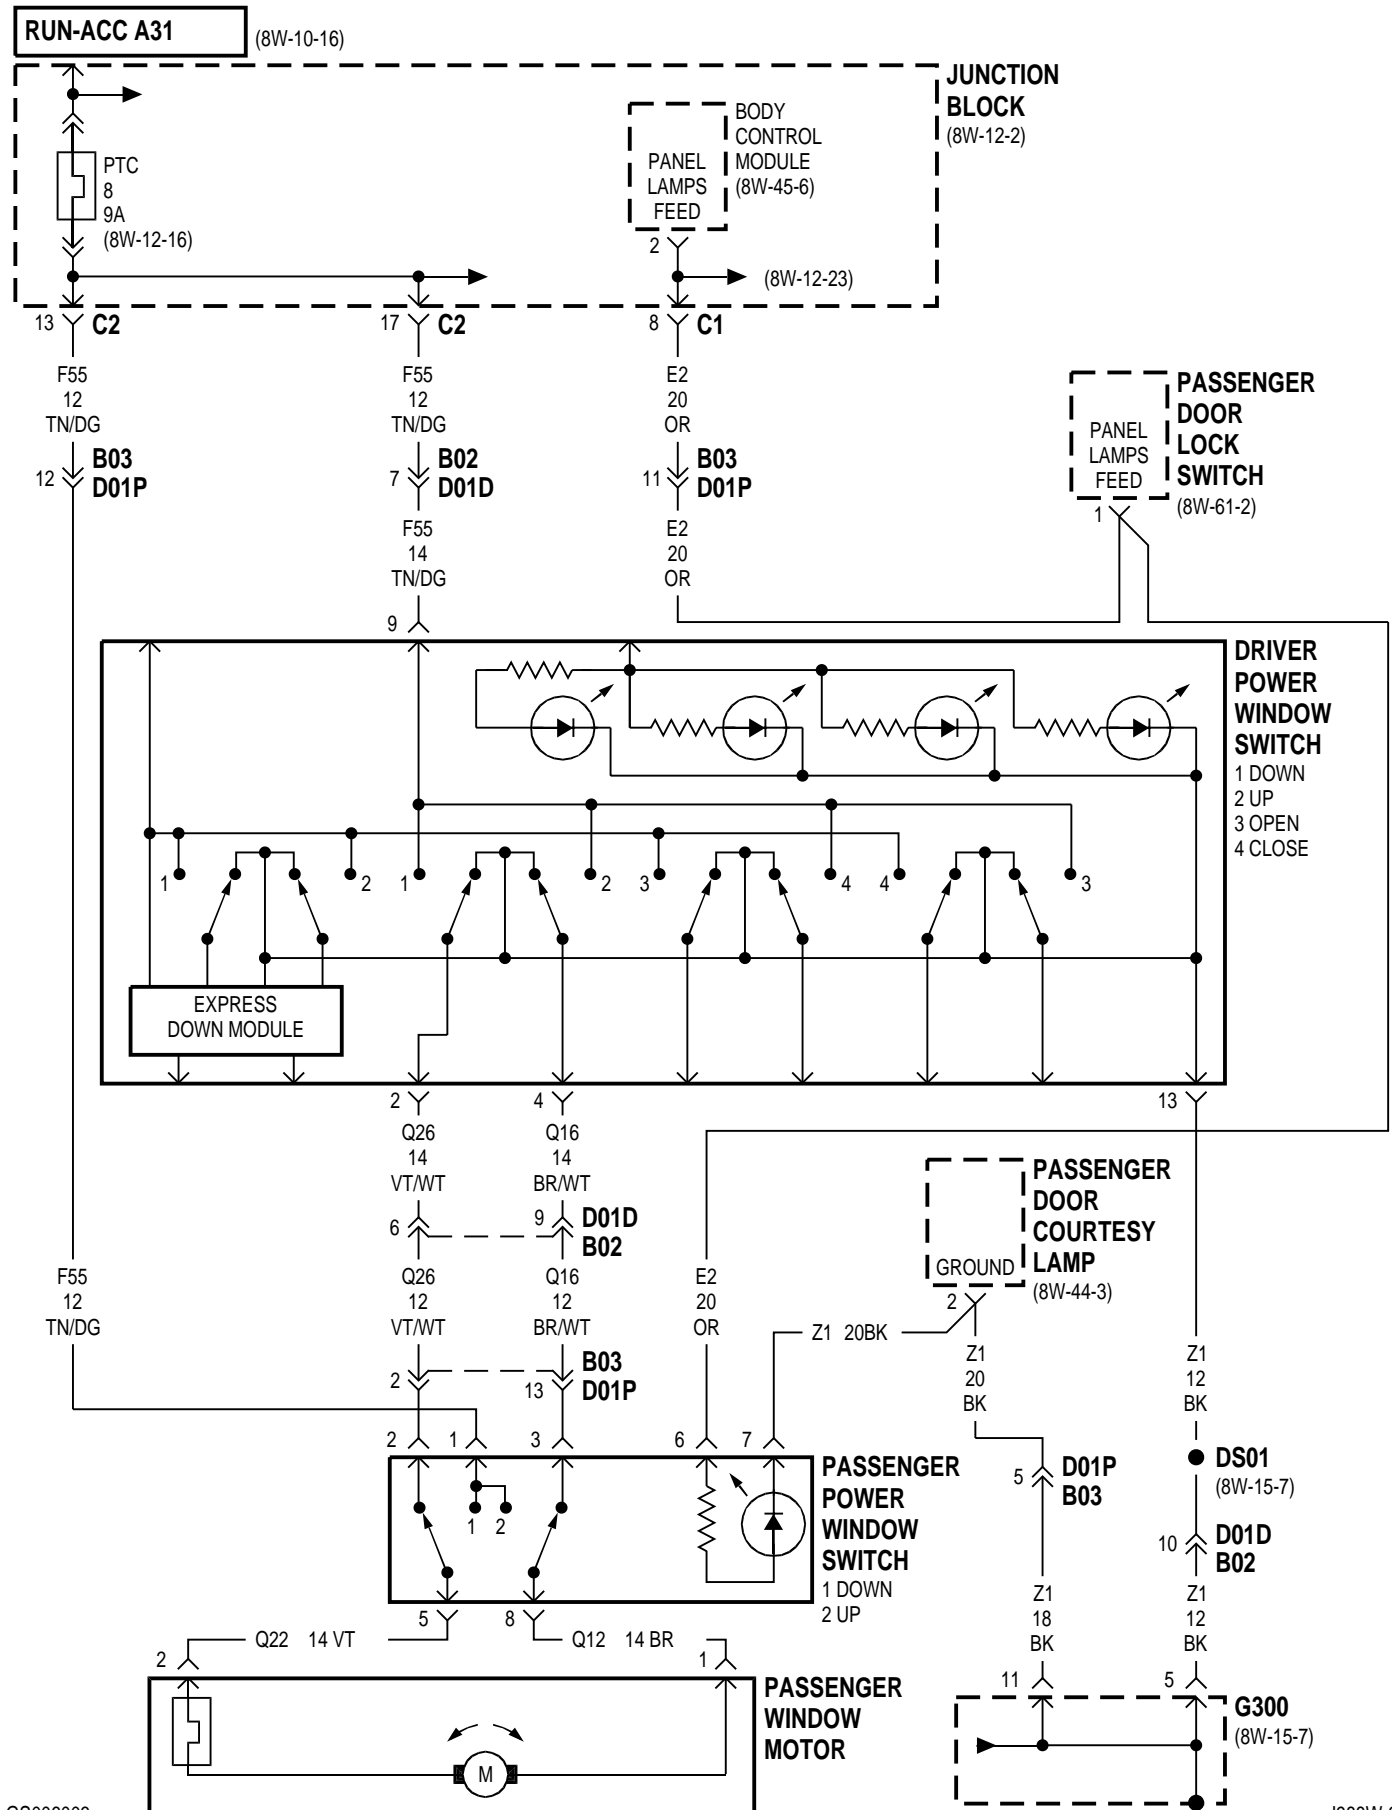 RUN-ACC A31
(8W-10-16)
JUNCTION
BLOCK
(8W-12-2)
BODY
CONTROL
MODULE
(8W-45-6)
PANEL
LAMPS
FEED
PTC
8
9A
(8W-12-16)
2
(8W-12-23)
13
C2
17
C2
8
C1
F55
12
TN/DG
F55
12
TN/DG
E2
20
OR
PASSENGER
DOOR
LOCK
SWITCH
(8W-61-2)
PANEL
LAMPS
FEED
1
12
B03
D01P
7
B02
D01D
11
B03
D01P
F55
14
TN/DG
E2
20
OR
9
DRIVER
POWER
WINDOW
SWITCH
1 DOWN
2 UP
3 OPEN
4 CLOSE
1
2
1
2
3
4
4
3
EXPRESS
DOWN MODULE
2
4
13
Q26
14
VT/WT
Q16
14
BR/WT
6
9
D01D
B02
PASSENGER
DOOR
COURTESY
LAMP
(8W-44-3)
GROUND
2
F55
12
TN/DG
Q26
12
VT/WT
Q16
12
BR/WT
E2
20
OR
Z1 20BK
Z1
20
BK
Z1
12
BK
2
13
B03
D01P
2
1
3
6
7
PASSENGER
POWER
WINDOW
SWITCH
1 DOWN
2 UP
1
2
5
D01P
B03
DS01
(8W-15-7)
10
D01D
B02
Z1
18
BK
Z1
12
BK
5
8
Q22 14 VT
Q12 14 BR
2
1
PASSENGER
WINDOW
MOTOR
M
11
5
G300
(8W-15-7)